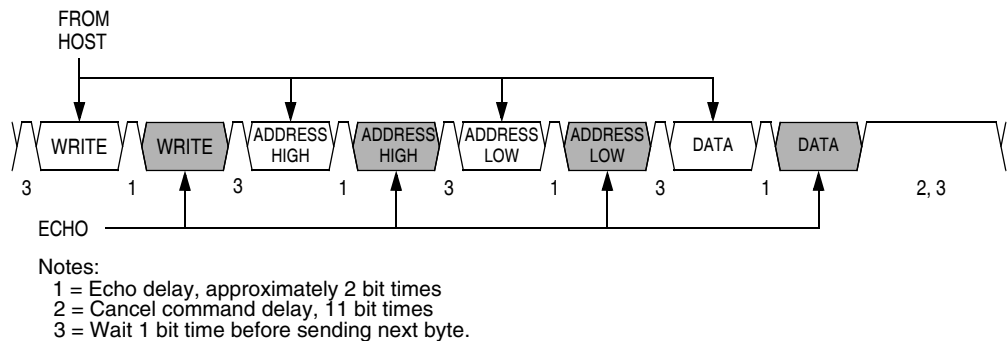 FROM
HOST
WRITE WRITE ADDRESS HIGH ADDRESS HIGH ADDRESS LOW ADDRESS LOW DATA DATA
3 1 3 1 3 1 3 1 2, 3
ECHO
Notes:
1 = Echo delay, approximately 2 bit times
2 = Cancel command delay, 11 bit times
3 = Wait 1 bit time before sending next byte.